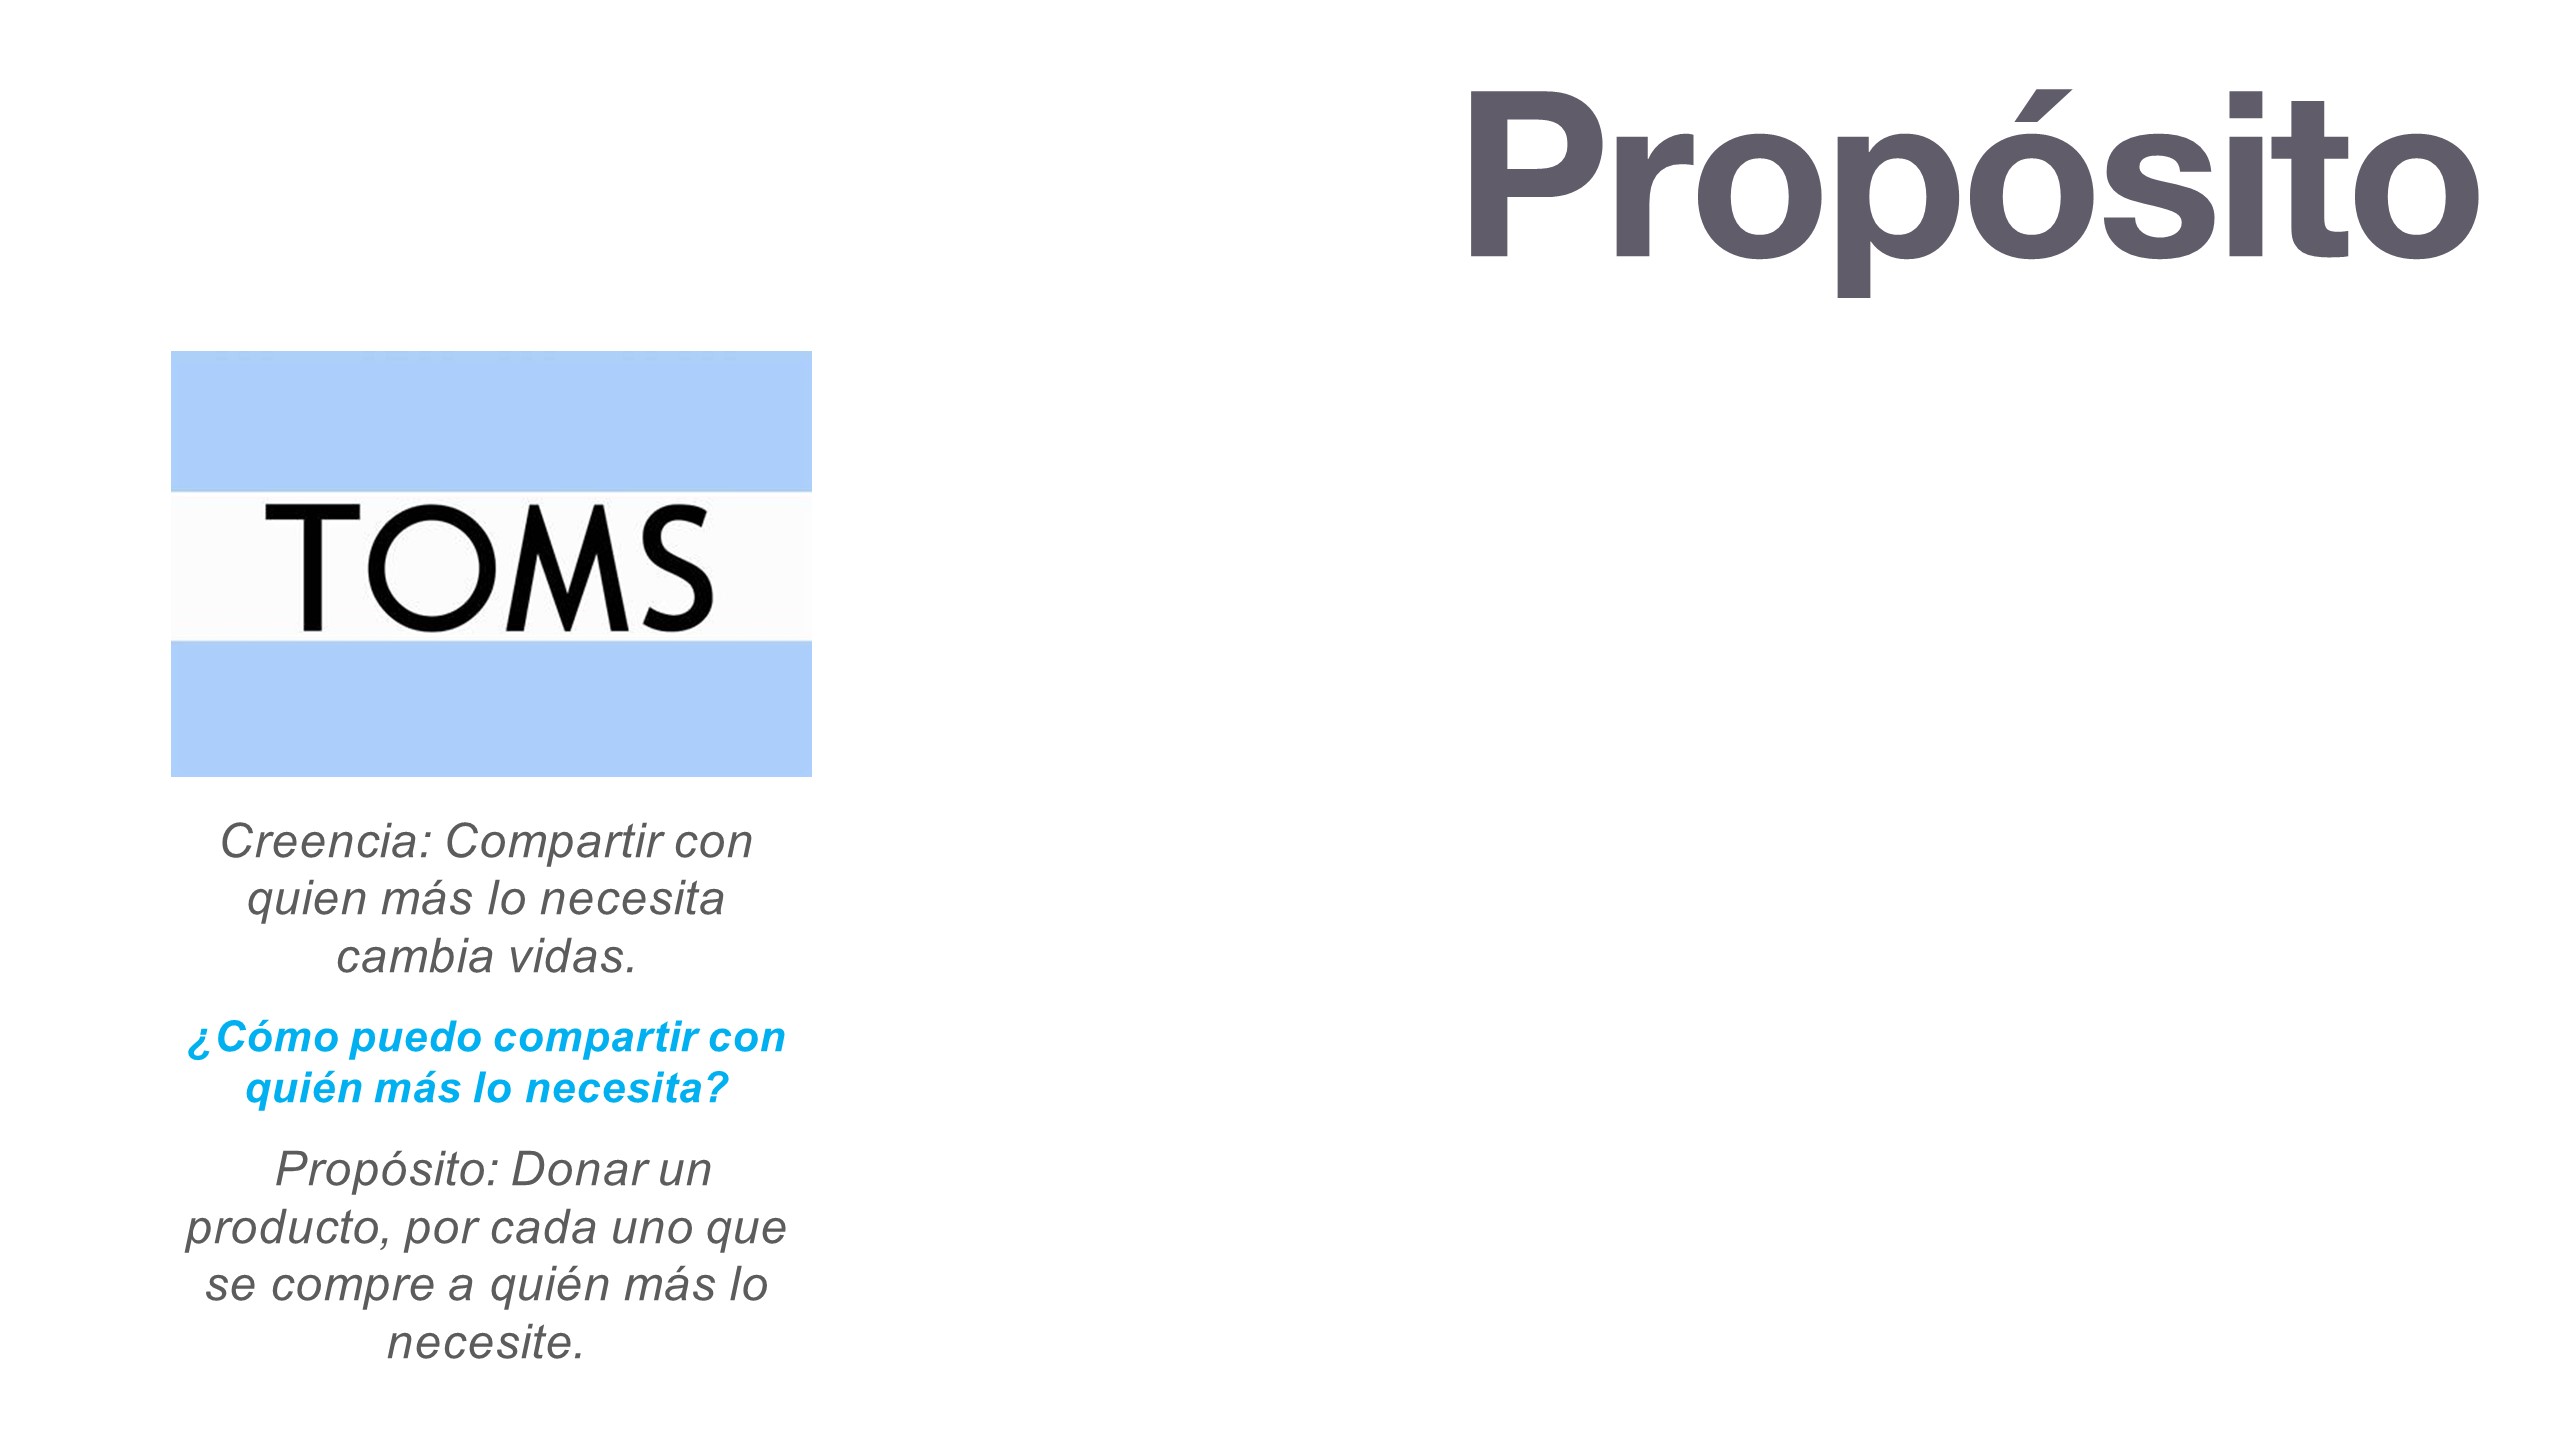 Propósito
TOMS
Creencia: Compartir con
quien más lo necesita
cambia vidas.
¿Cómo puedo compartir con
quién más lo necesita?
Propósito: Donar un
producto, por cada uno que
se compre a quién más lo
necesite.